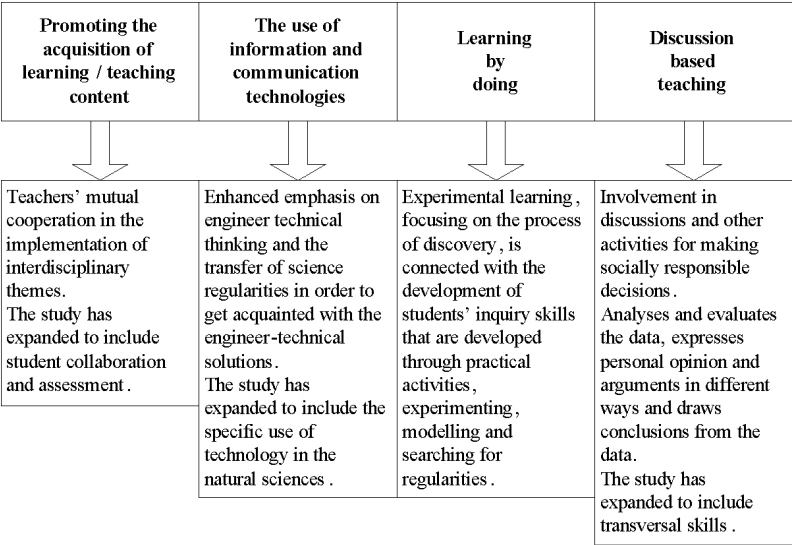 Promoting the
acquisition of
learning / teaching
content
The use of
information and
communication
technologies
Learning
by
doing
Discussion
based
teaching
Teachers’ mutual
cooperation in the
implementation of
interdisciplinary
themes.
The study has
expanded to include
student collaboration
and assessment .
Enhanced emphasis on
engineer technical
thinking and the
transfer of science
regularities in order to
get acquainted with the
engineer-technical
solutions.
The study has
expanded to include the
specific use of
technology in the
natural sciences .
Experimental learning ,
focusing on the process
of discovery, is
connected with the
development of
students’ inquiry skills
that are developed
through practical
activities,
experimenting ,
modelling and
searching for
regularities .
Involvement in
discussions and other
activities for making
socially responsible
decisions .
Analyses and evaluates
the data, expresses
personal opinion and
arguments in different
ways and draws
conclusions from the
data.
The study has
expanded to include
transversal skills .